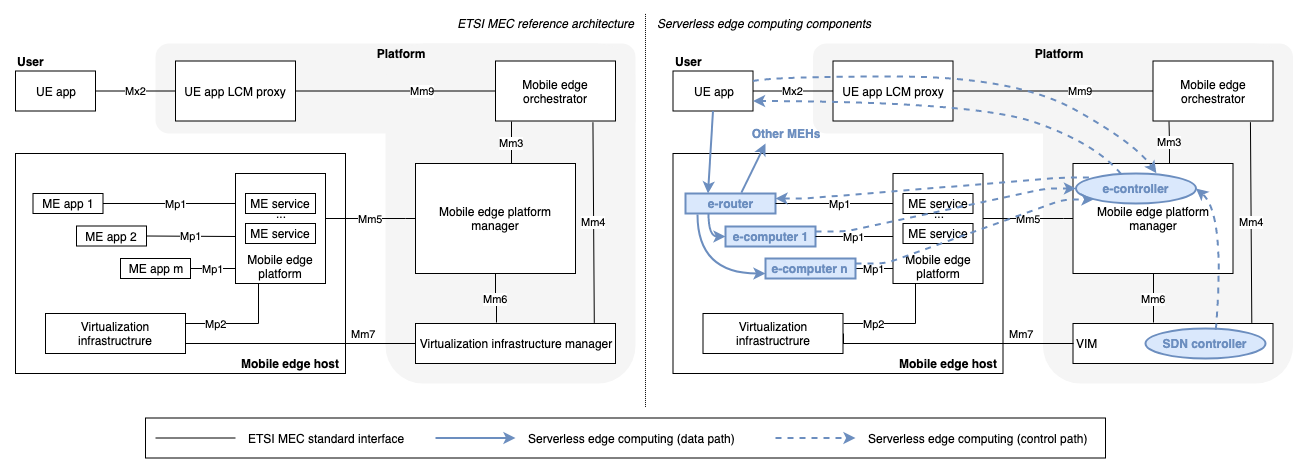 ETSI MEC reference architecture
Serverless edge computing components
User
Platform
UE app
Mx2
UE app LCM proxy
Mm9
Mobile edge
orchestrator
Mm3
ME app 1
Mp1
ME service
...
ME service
ME app 2
Mp1
ME app m
Mp1
Mobile edge
platform
Mm5
Mobile edge platform
manager
Mm4
Mm6
Virtualization
infrastrucrure
Mp2
Mm7
Virtualization infrastructure manager
Mobile edge host
User
Platform
UE app
Mx2
UE app LCM proxy
Mm9
Mobile edge
orchestrator
Other MEHs
Mm3
e-router
Mp1
ME service
...
ME service
e-computer 1
Mp1
e-computer n
Mp1
Mobile edge
platform
Mm5
e-controller
Mobile edge platform
manager
Mm4
Mm6
Virtualization
infrastrucrure
Mp2
Mm7
VIM
SDN controller
Mobile edge host
ETSI MEC standard interface
Serverless edge computing (data path)
Serverless edge computing (control path)